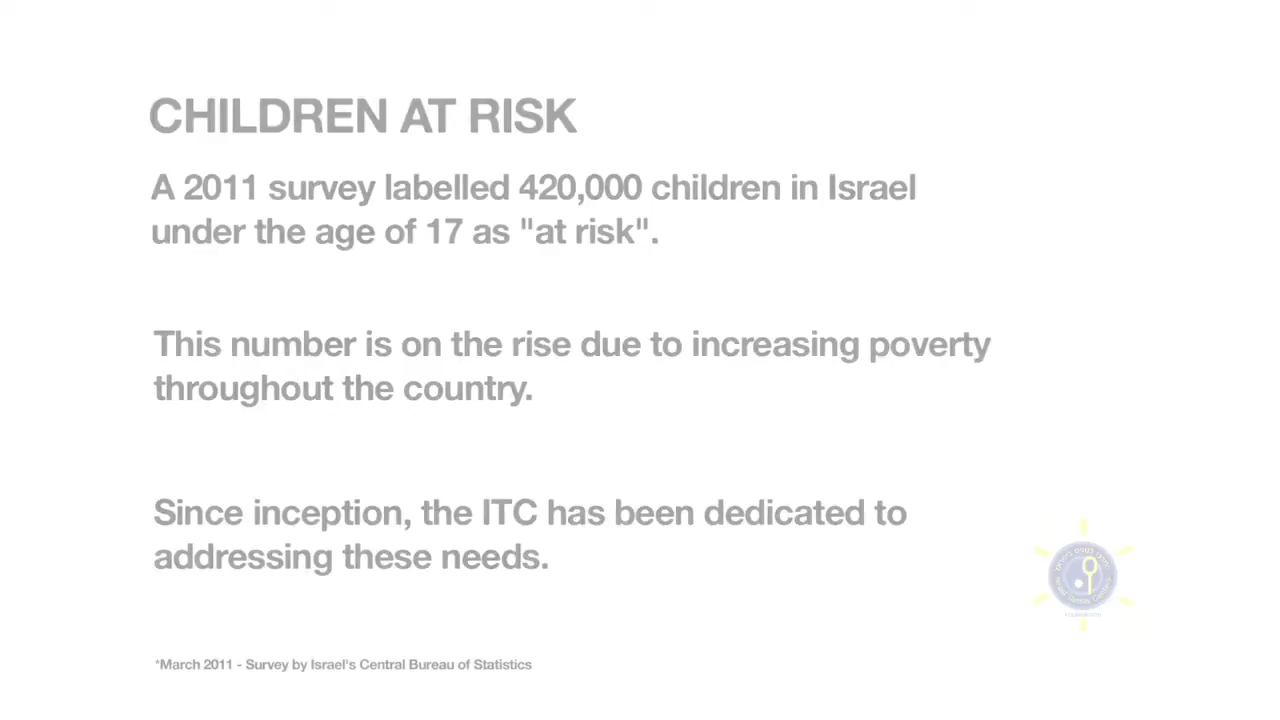 CHILDREN AT RISK
A 2011 survey labelled 420,000 children in Israel
under the age of 17 as "at risk".
This number is on the rise due to increasing poverty
throughout the country.
Since inception, the ITC has been dedicated to
addressing these needs.
*March 2011 - Survey by Israel's Central Bureau of Statistics